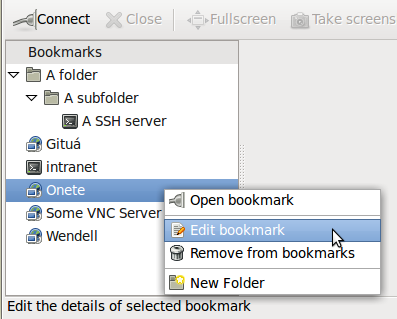 Connect Close Fullscreen Take screens
Bookmarks
A folder
A subfolder
A SSH server
Gituá
intranet
Onete
Some VNC Server
Wendell
Open bookmark
Edit bookmark
Remove from bookmarks
New Folder
Edit the details of selected bookmark